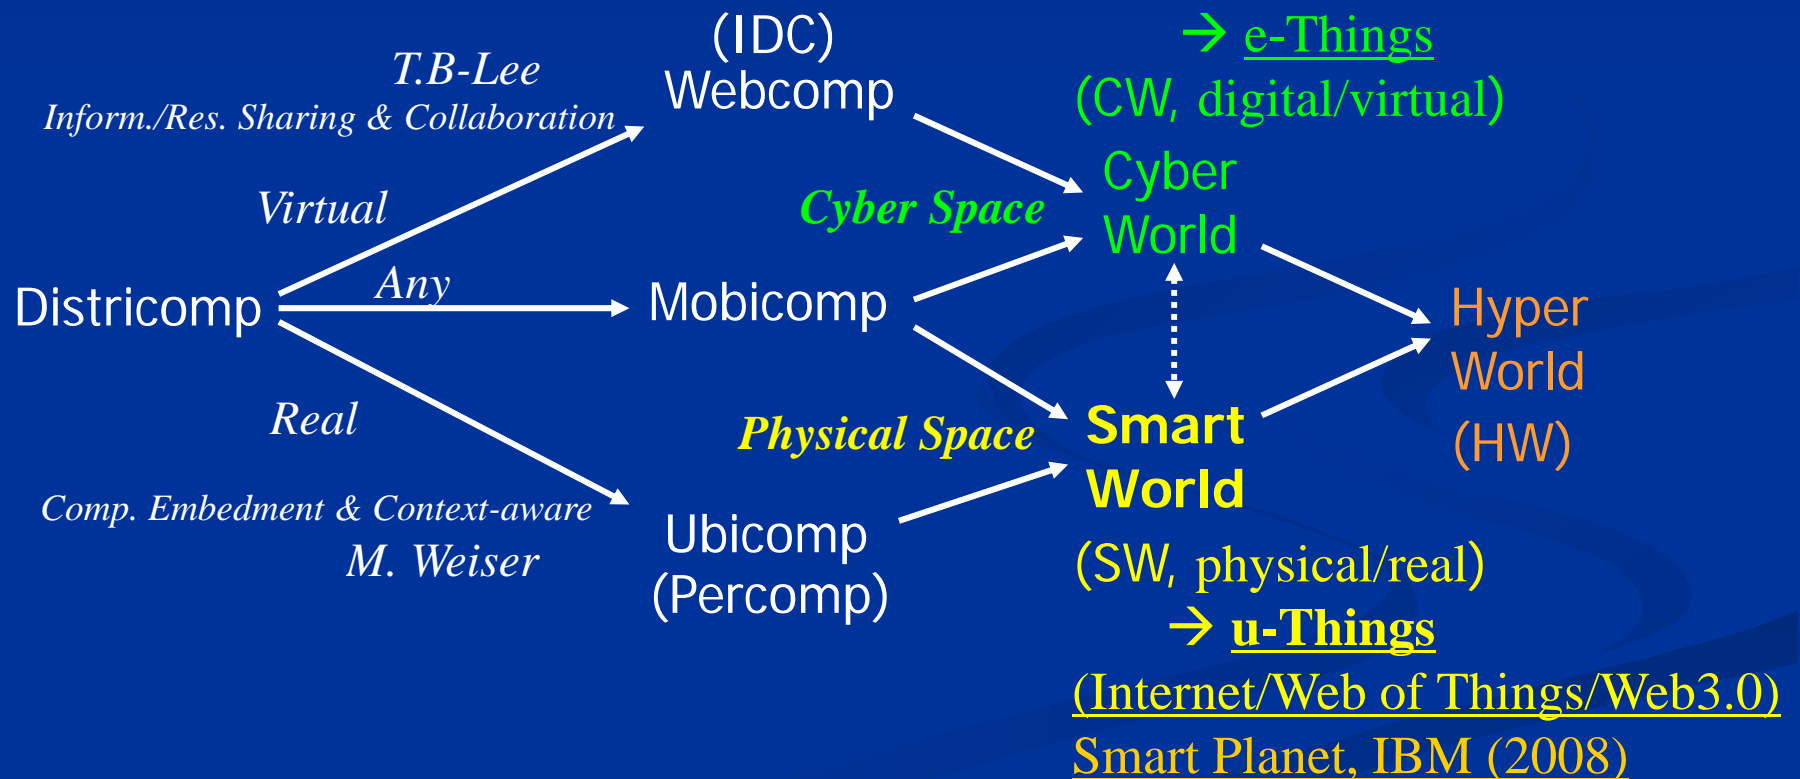 (IDC)
Webcomp
T.B-Lee
Inform./Res. Sharing & Collaboration
Virtual
Any
Districomp
Real
Comp. Embedment & Context-aware
M. Weiser
Mobicomp
Ubicomp
(Percomp)
Cyber Space
Physical Space
→ e-Things
(CW, digital/virtual)
Cyber
World
Smart
World
(SW, physical/real)
→ u-Things
(Internet/Web of Things/Web3.0)
Smart Planet, IBM (2008)
Hyper
World
(HW)